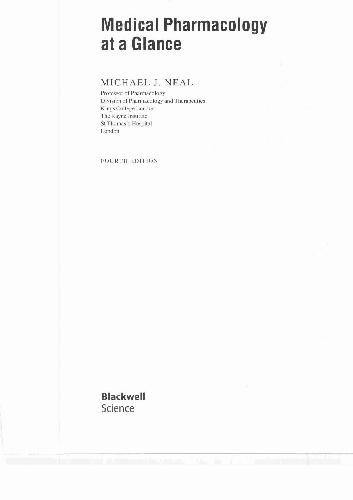 Medical Pharmacology
at a Glance
MICHAEL J. NEAL
Professor of Pharmacology
Division of Pharmacology and Therapeutics
King's College London
The Rayne Institute
St Thomas's Hospital
London
FOURTH EDITION
Blackwell
Science